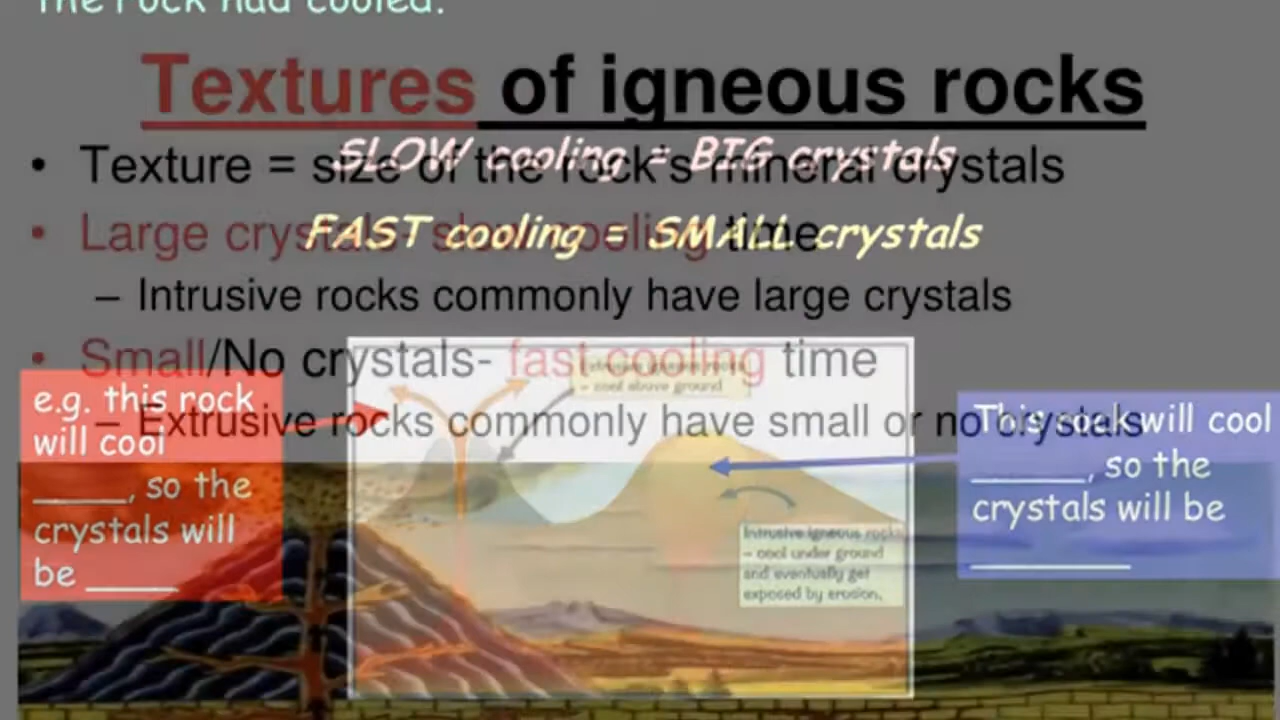 The rock had cooled.
Textures of igneous rocks
SLOW cooling = BIG crystals
• Texture = size of the rock's mineral crystals
FAST cooling = SMALL crystals
• Large crystals- slow cooling time
– Intrusive rocks commonly have large crystals
• Small/No crystals- fast cooling time
– Extrusive rocks commonly have small or no crystals
Extrusive igneous rocks
– cool above ground
e.g. this rock
will cool
_____, so the
crystals will
be _____
This rock will cool
______, so the
crystals will be
________
Intrusive igneous rocks
– cool under ground
and eventually get
exposed by erosion.